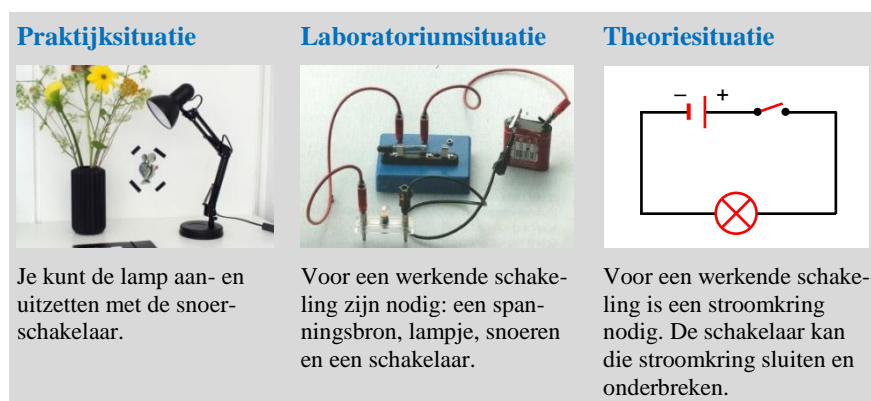 Praktijksituatie
Je kunt de lamp aan- en
uitzetten met de snoer-
schakelaar.
Laboratoriumsituatie
Voor een werkende schake-
ling zijn nodig: een span-
ningsbron, lampje, snoeren
en een schakelaar.
Theoriesituatie
– +
Voor een werkende schake-
ling is een stroomkring
nodig. De schakelaar kan
die stroomkring sluiten en
onderbreken.